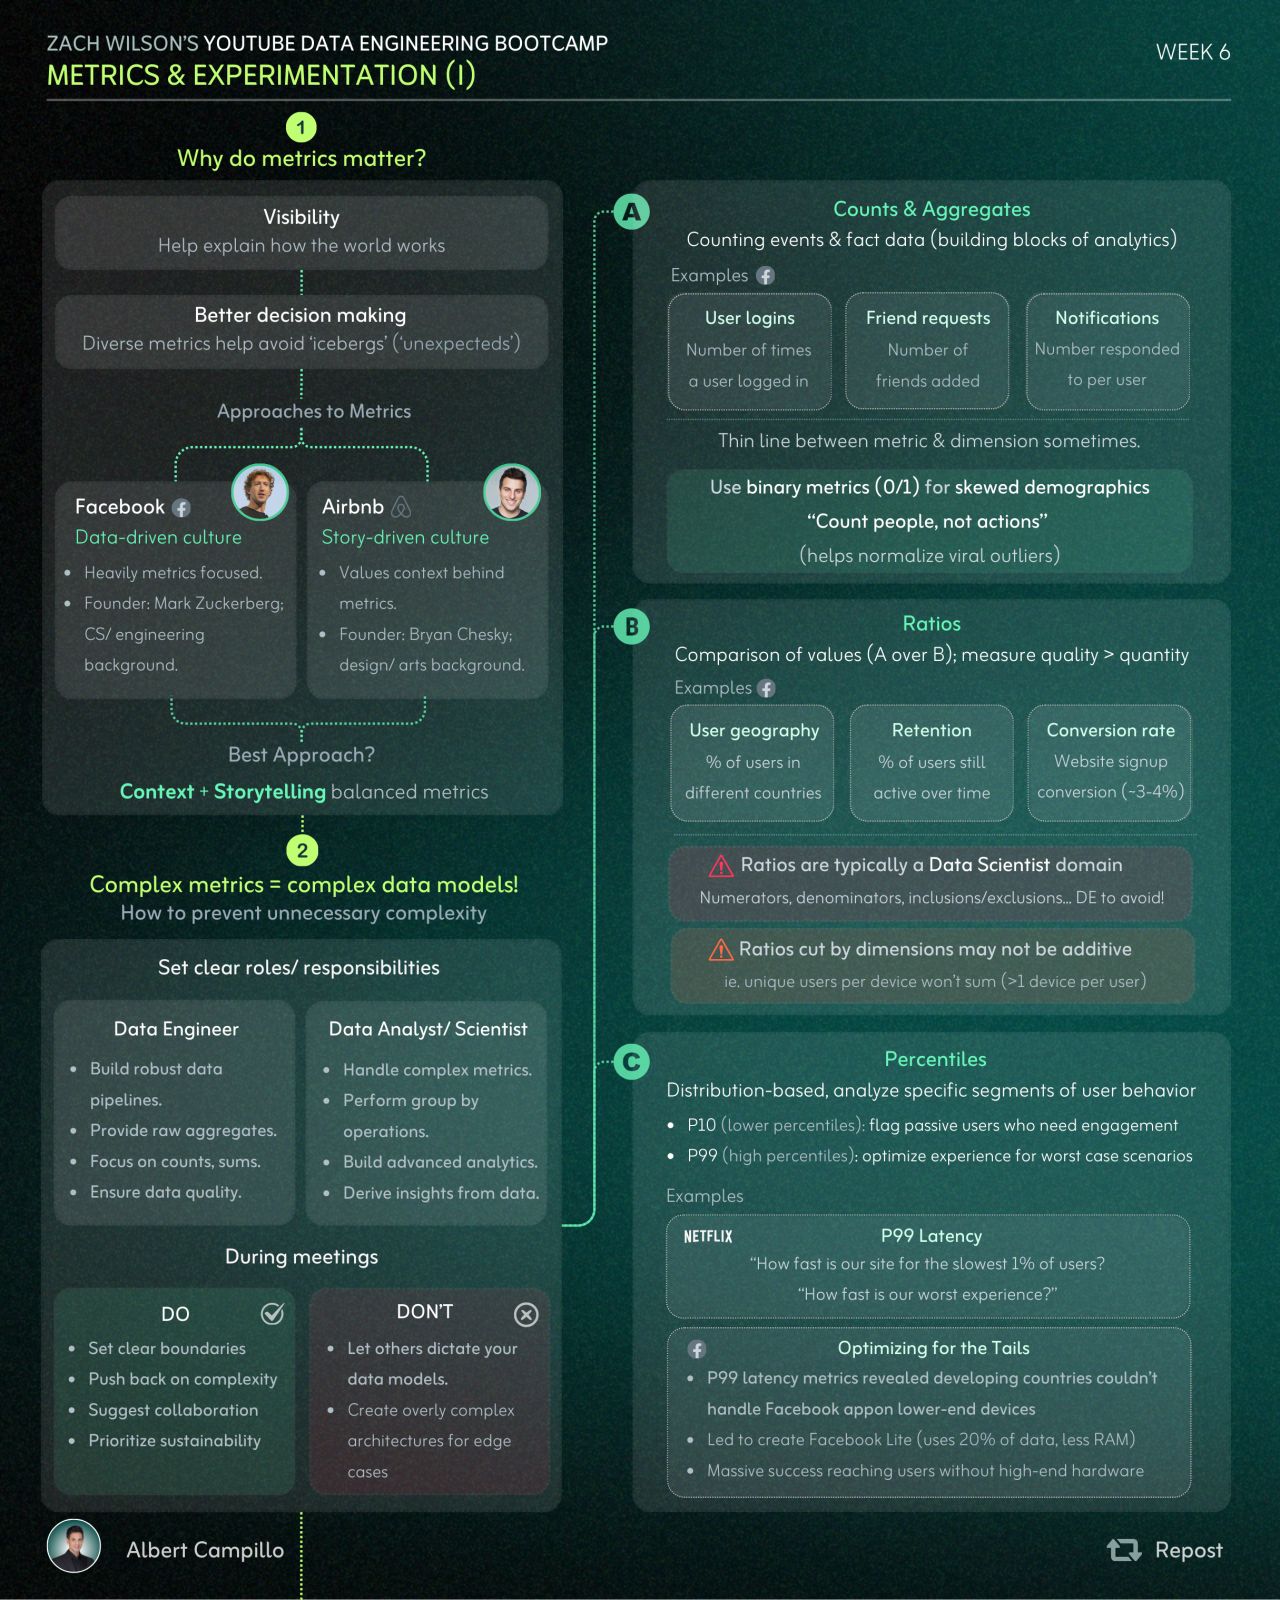 ZACH WILSON'S YOUTUBE DATA ENGINEERING BOOTCAMP
METRICS & EXPERIMENTATION (I)
WEEK 6
1
Why do metrics matter?
Visibility
Help explain how the world works
Better decision making
Diverse metrics help avoid 'icebergs' ('unexpecteds')
Approaches to Metrics
Facebook
Data-driven culture
• Heavily metrics focused.
• Founder: Mark Zuckerberg;
CS/ engineering
background.
Airbnb
Story-driven culture
• Values context behind
metrics.
• Founder: Bryan Chesky;
design/ arts background.
Best Approach?
Context + Storytelling balanced metrics
2
Complex metrics = complex data models!
How to prevent unnecessary complexity
Set clear roles/ responsibilities
Data Engineer
• Build robust data
pipelines.
• Provide raw aggregates.
• Focus on counts, sums.
• Ensure data quality.
Data Analyst/ Scientist
• Handle complex metrics.
• Perform group by
operations.
• Build advanced analytics.
• Derive insights from data.
During meetings
DO
• Set clear boundaries
• Push back on complexity
• Suggest collaboration
• Prioritize sustainability
DON'T
• Let others dictate your
data models.
• Create overly complex
architectures for edge
cases
A
Counts & Aggregates
Counting events & fact data (building blocks of analytics)
Examples
User logins
Number of times
a user logged in
Friend requests
Number of
friends added
Notifications
Number responded
to per user
Thin line between metric & dimension sometimes.
Use binary metrics (0/1) for skewed demographics
"Count people, not actions"
(helps normalize viral outliers)
B
Ratios
Comparison of values (A over B); measure quality > quantity
Examples
User geography
% of users in
different countries
Retention
% of users still
active over time
Conversion rate
Website signup
conversion (~3-4%)
Ratios are typically a Data Scientist domain
Numerators, denominators, inclusions/exclusions... DE to avoid!
Ratios cut by dimensions may not be additive
ie. unique users per device won't sum (>1 device per user)
C
Percentiles
Distribution-based, analyze specific segments of user behavior
• P10 (lower percentiles): flag passive users who need engagement
• P99 (high percentiles): optimize experience for worst case scenarios
Examples
NETFLIX
P99 Latency
"How fast is our site for the slowest 1% of users?
"How fast is our worst experience?"
Optimizing for the Tails
• P99 latency metrics revealed developing countries couldn't
handle Facebook appon lower-end devices
• Led to create Facebook Lite (uses 20% of data, less RAM)
• Massive success reaching users without high-end hardware
Albert Campillo
Repost